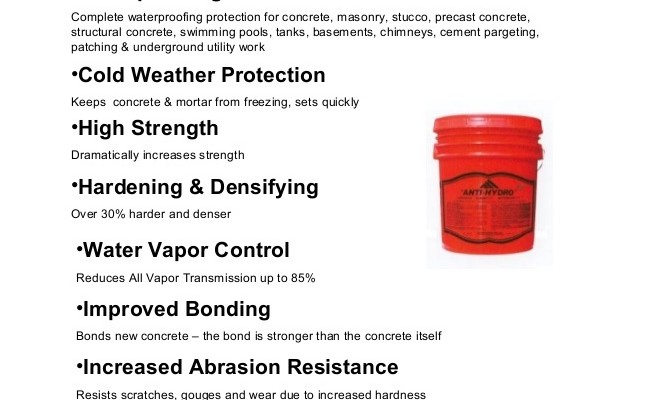 Complete waterproofing protection for concrete, masonry, stucco, precast concrete,
structural concrete, swimming pools, tanks, basements, chimneys, cement pargeting,
patching & underground utility work
•Cold Weather Protection
Keeps concrete & mortar from freezing, sets quickly
•High Strength
Dramatically increases strength
•Hardening & Densifying
Over 30% harder and denser
•Water Vapor Control
Reduces All Vapor Transmission up to 85%
•Improved Bonding
Bonds new concrete – the bond is stronger than the concrete itself
•Increased Abrasion Resistance
Resists scratches, gouges and wear due to increased hardness
"ANTI-HYDRO"